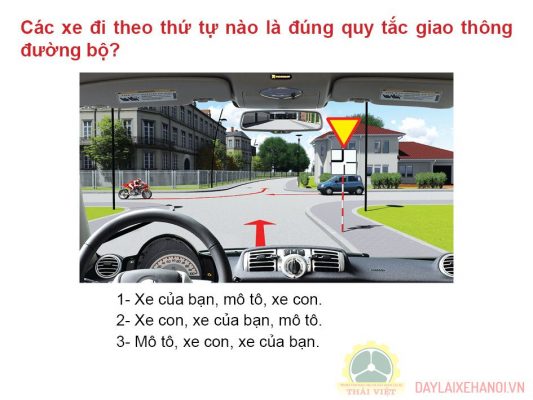 Các xe đi theo thứ tự nào là đúng quy tắc giao thông
đường bộ?
1- Xe của bạn, mô tô, xe con.
2- Xe con, xe của bạn, mô tô.
3- Mô tô, xe con, xe của bạn.
THÁI VIỆT
DAYLAIXEHANOI.VN